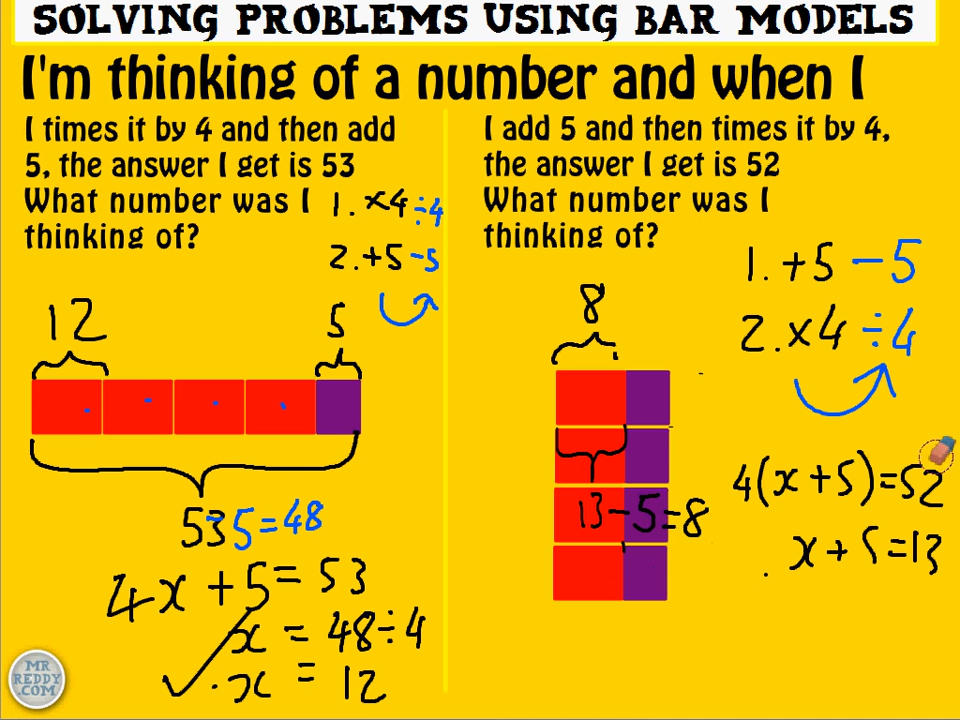 SOLVING PROBLEMS USING BAR MODELS
I'm thinking of a number and when I
I times it by 4 and then add
5, the answer I get is 53
What number was I
thinking of?
1. ×4 ÷4
2. +5 -5
12
5
53-5=48
4x+5=53
x=48÷4
x=12
I add 5 and then times it by 4,
the answer I get is 52
What number was I
thinking of?
1. +5 -5
2. ×4 ÷4
8
13-5=8
4(x+5)=52
x+5=13
MR
REDDY
.COM